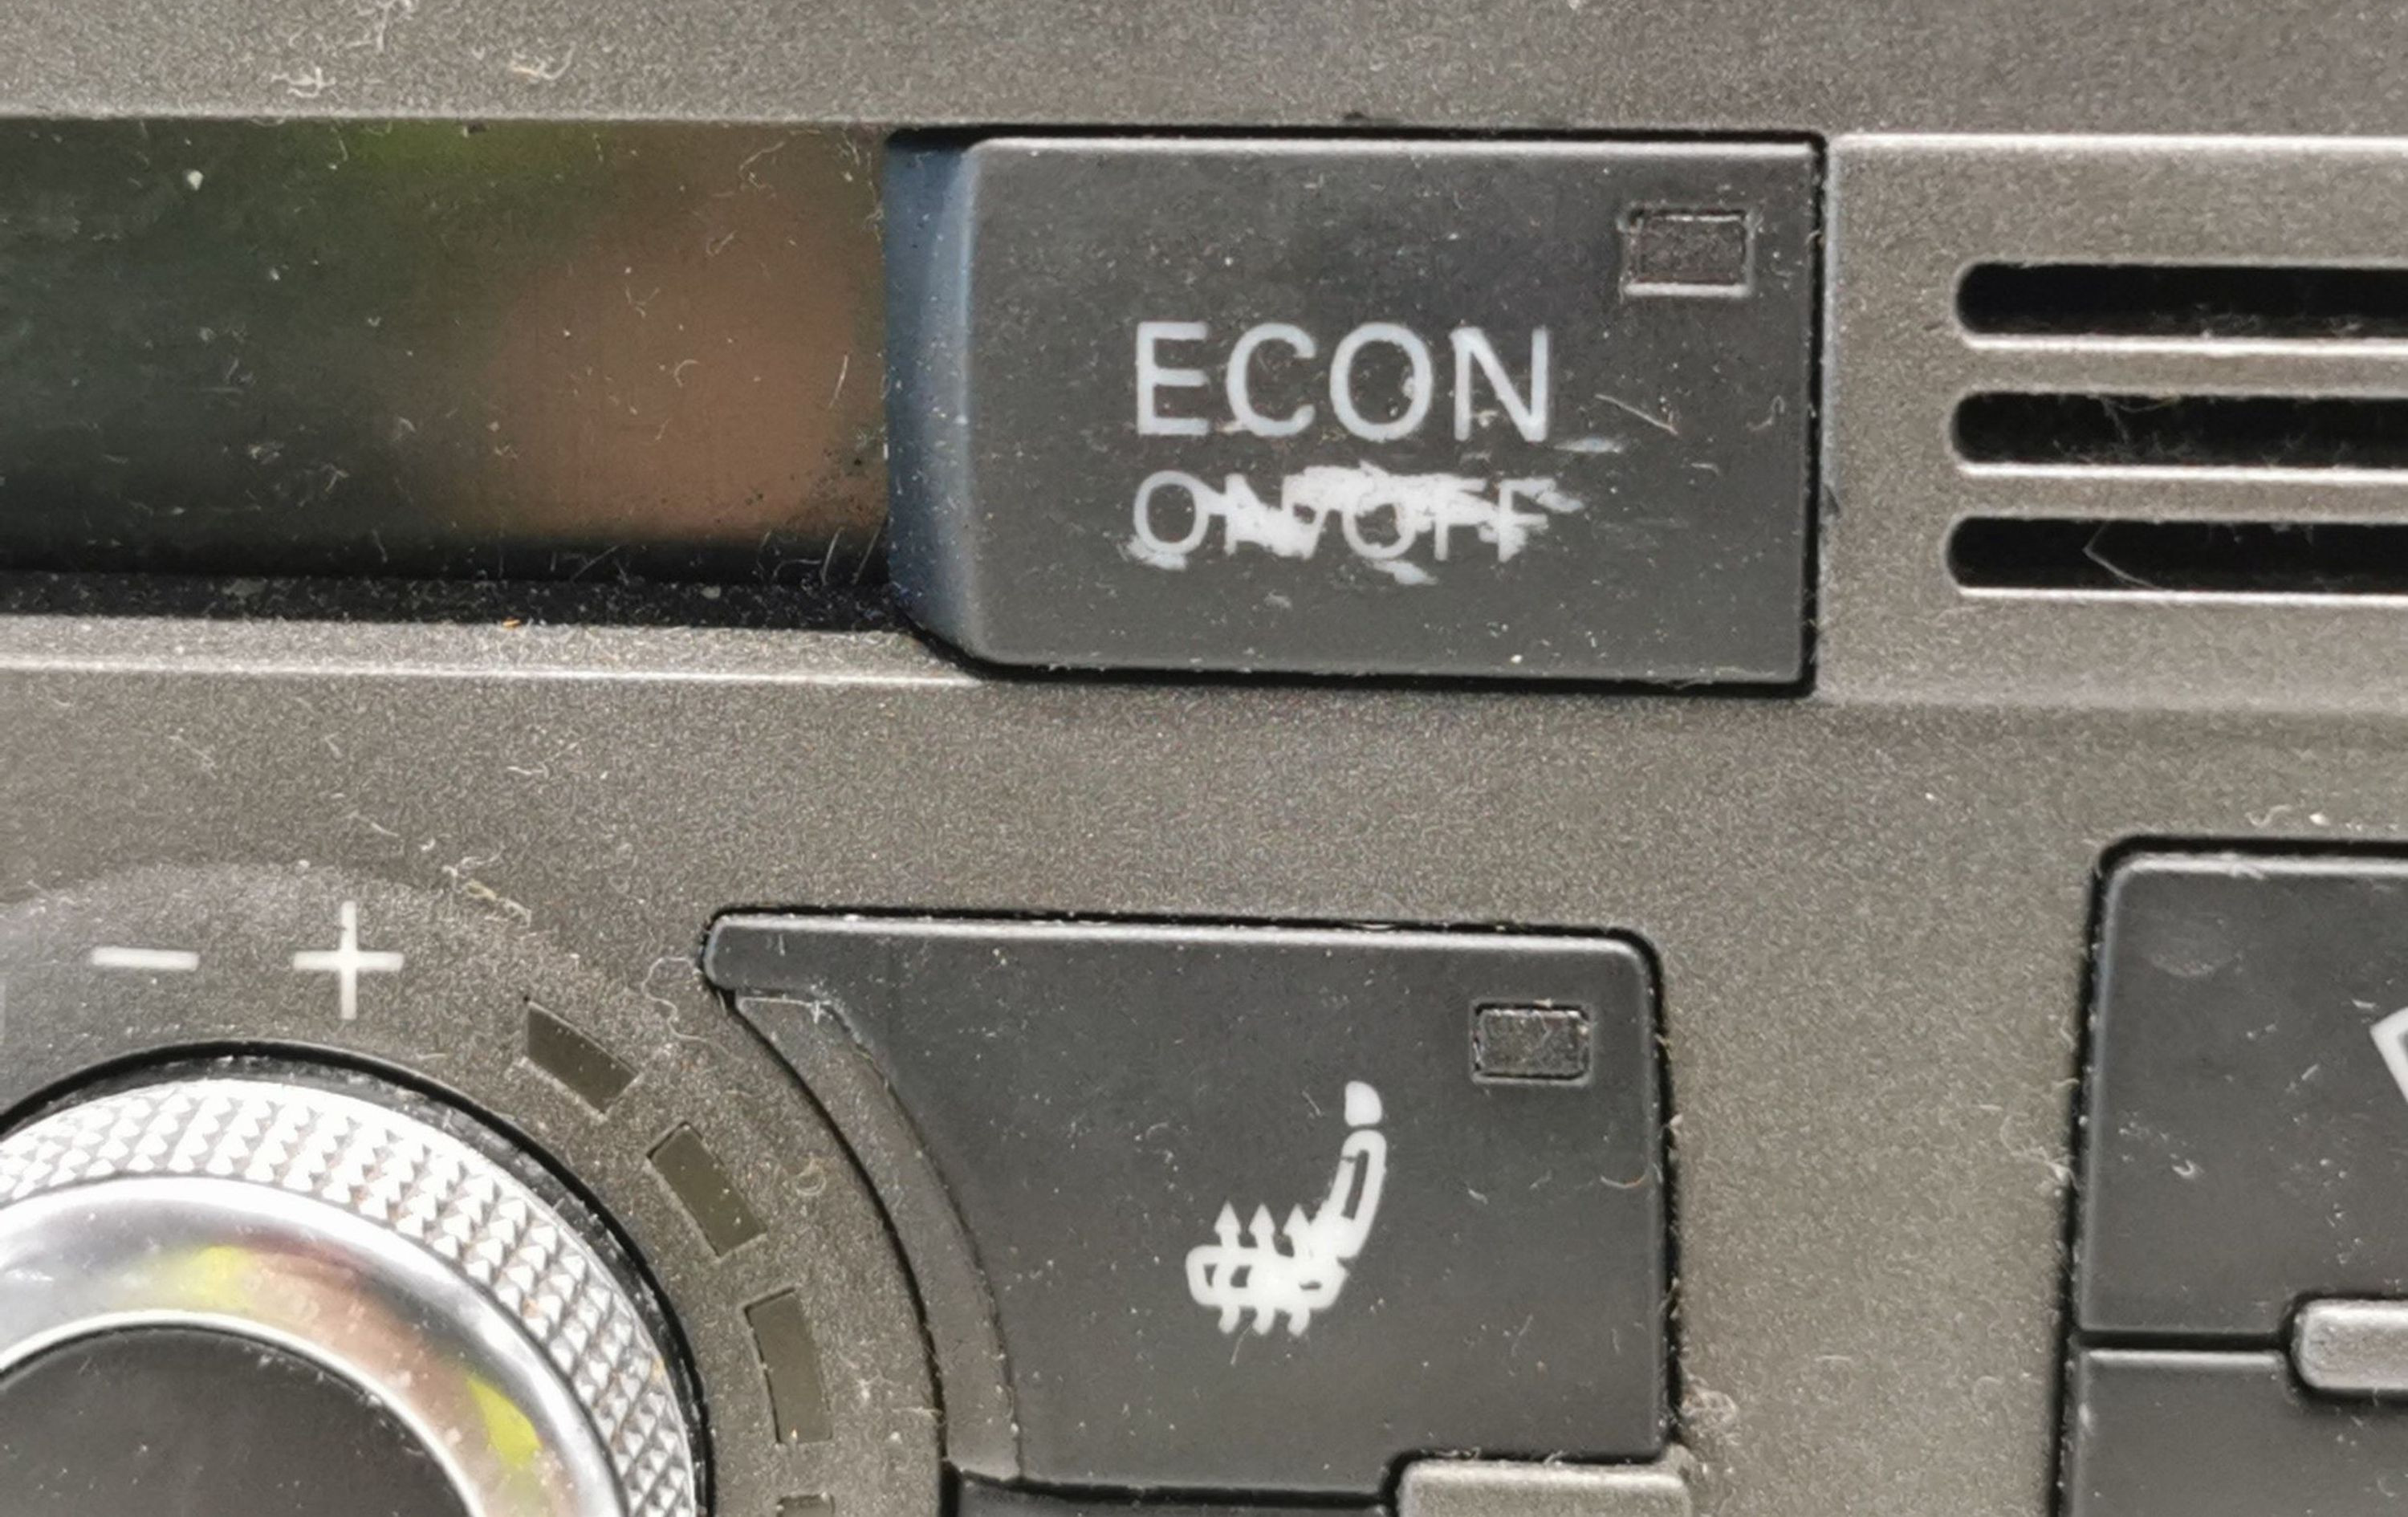 ECON
ON/OFF
- +